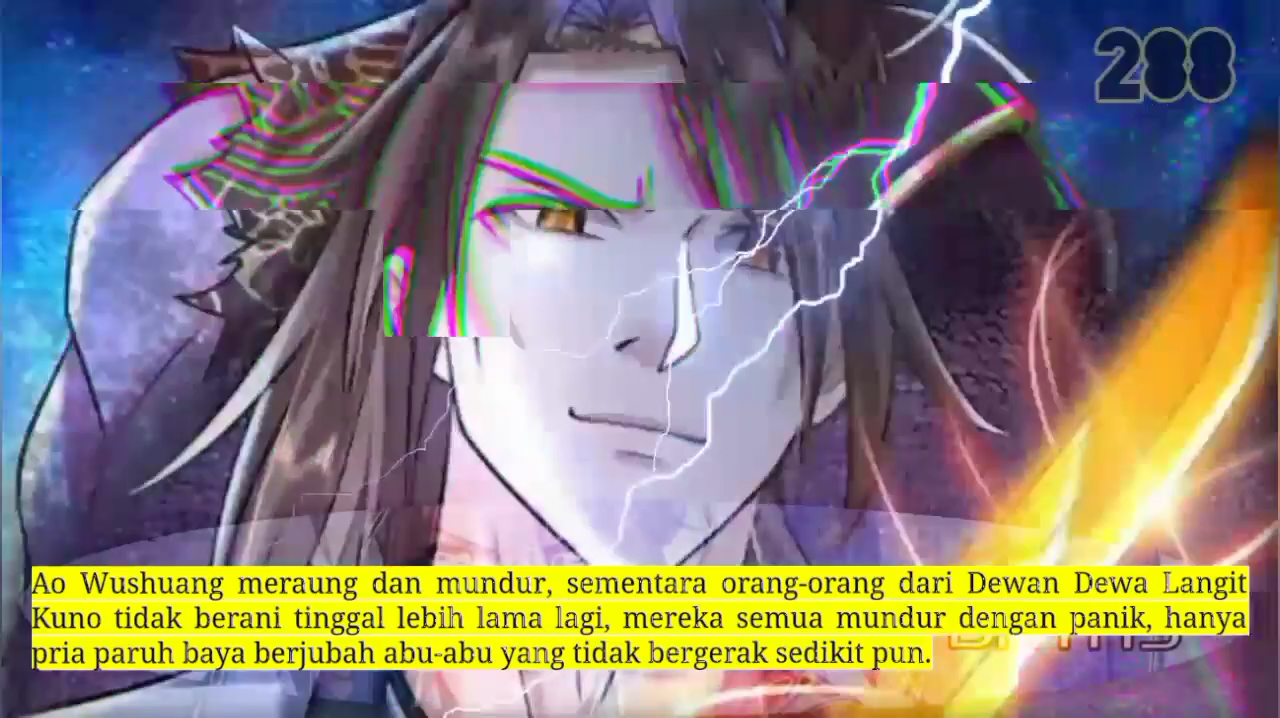 288
Ao Wushuang meraung dan mundur, sementara orang-orang dari Dewan Dewa Langit
Kuno tidak berani tinggal lebih lama lagi, mereka semua mundur dengan panik, hanya
pria paruh baya berjubah abu-abu yang tidak bergerak sedikit pun.